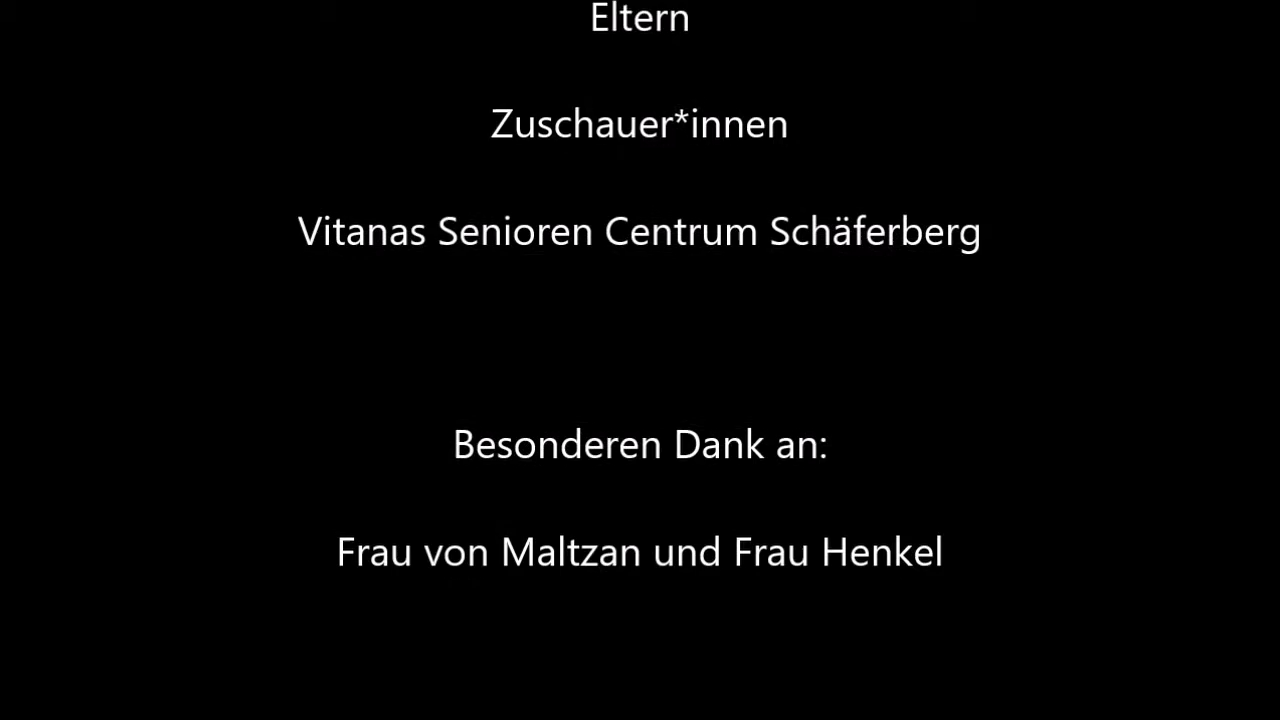 Eltern
Zuschauer*innen
Vitanas Senioren Centrum Schäferberg
Besonderen Dank an:
Frau von Maltzan und Frau Henkel